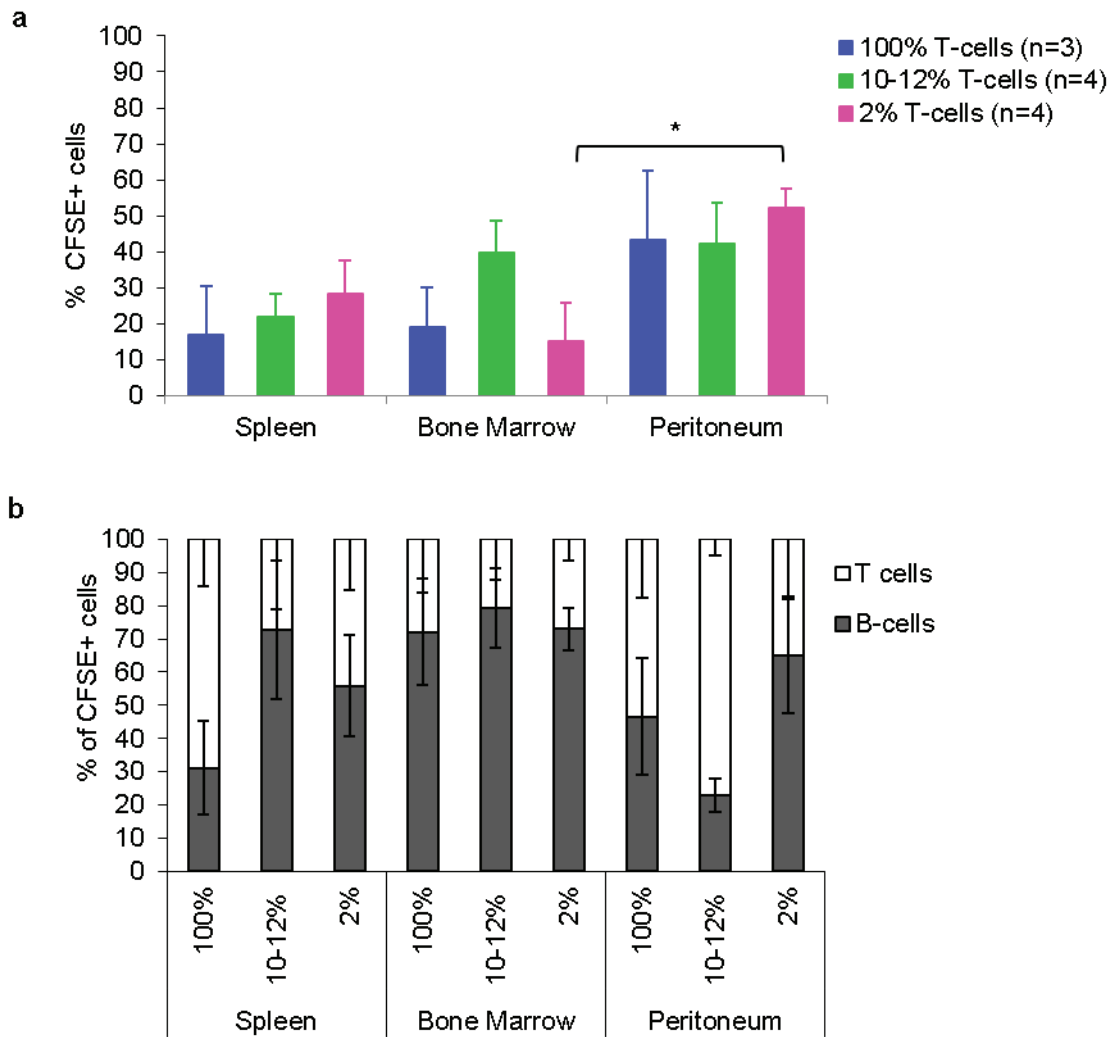 a
% CFSE+ cells
100
90
80
70
60
50
40
30
20
10
0
*
Spleen Bone Marrow Peritoneum
100% T-cells (n=3)
10-12% T-cells (n=4)
2% T-cells (n=4)
b
% of CFSE+ cells
100
90
80
70
60
50
40
30
20
10
0
T cells
B-cells
100% 10-12% 2% 100% 10-12% 2% 100% 10-12% 2%
Spleen Bone Marrow Peritoneum